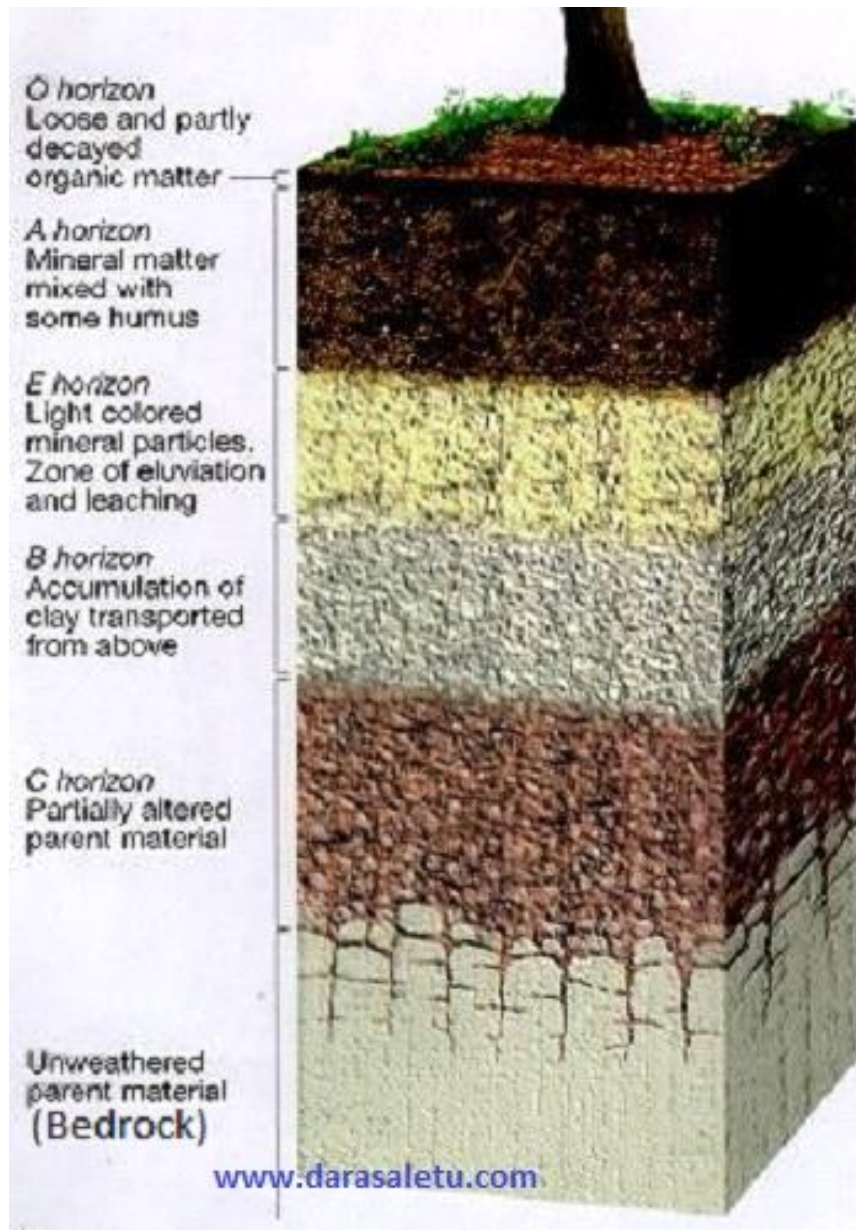 O horizon
Loose and partly
decayed
organic matter
A horizon
Mineral matter
mixed with
some humus
E horizon
Light colored
mineral particles.
Zone of eluviation
and leaching
B horizon
Accumulation of
clay transported
from above
C horizon
Partially altered
parent material
Unweathered
parent material
(Bedrock)
www.darasaletu.com